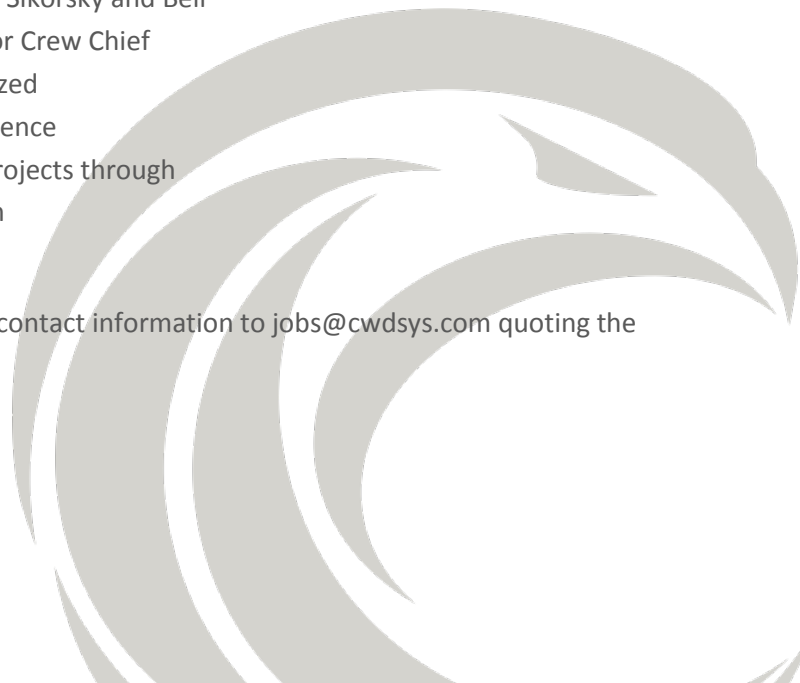 Sikorsky and Bell
or Crew Chief
zed
ence
rojects through
n
contact information to jobs@cwdsys.com quoting the